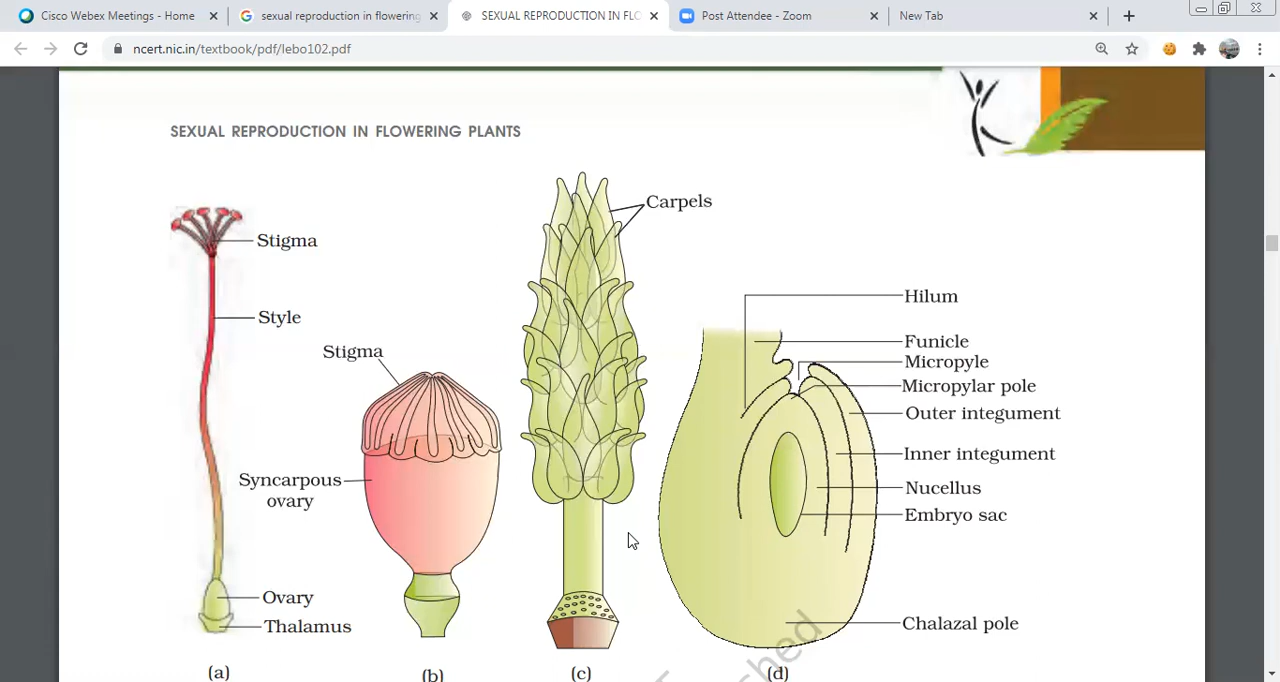 Cisco Webex Meetings - Home
sexual reproduction in flowering
SEXUAL REPRODUCTION IN FLO
Post Attendee - Zoom
New Tab
ncert.nic.in/textbook/pdf/lebo102.pdf
SEXUAL REPRODUCTION IN FLOWERING PLANTS
Carpels
Stigma
Hilum
Style
Funicle
Stigma
Micropyle
Micropylar pole
Outer integument
Inner integument
Syncarpous
ovary
Nucellus
Embryo sac
Ovary
Chalazal pole
Thalamus
(a)
(b)
(c)
(d)